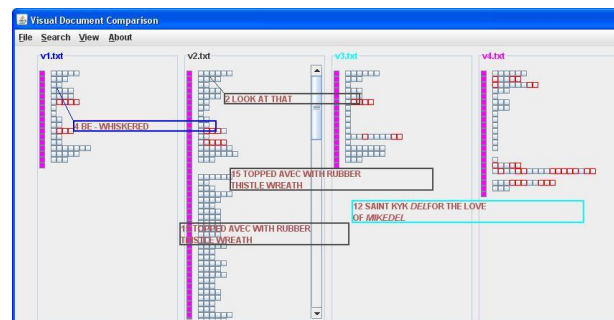 Visual Document Comparison
File Search View About
v1.txt
v2.txt
v3.txt
v4.txt
2 LOOK AT THAT
4 BE - WHISKERED
15 TOPPED AVEC WITH RUBBER
THISTLE WREATH
12 SAINT KYK DELFOR THE LOVE
OF MIKEDEL
15 TOPPED AVEC WITH RUBBER
THISTLE WREATH